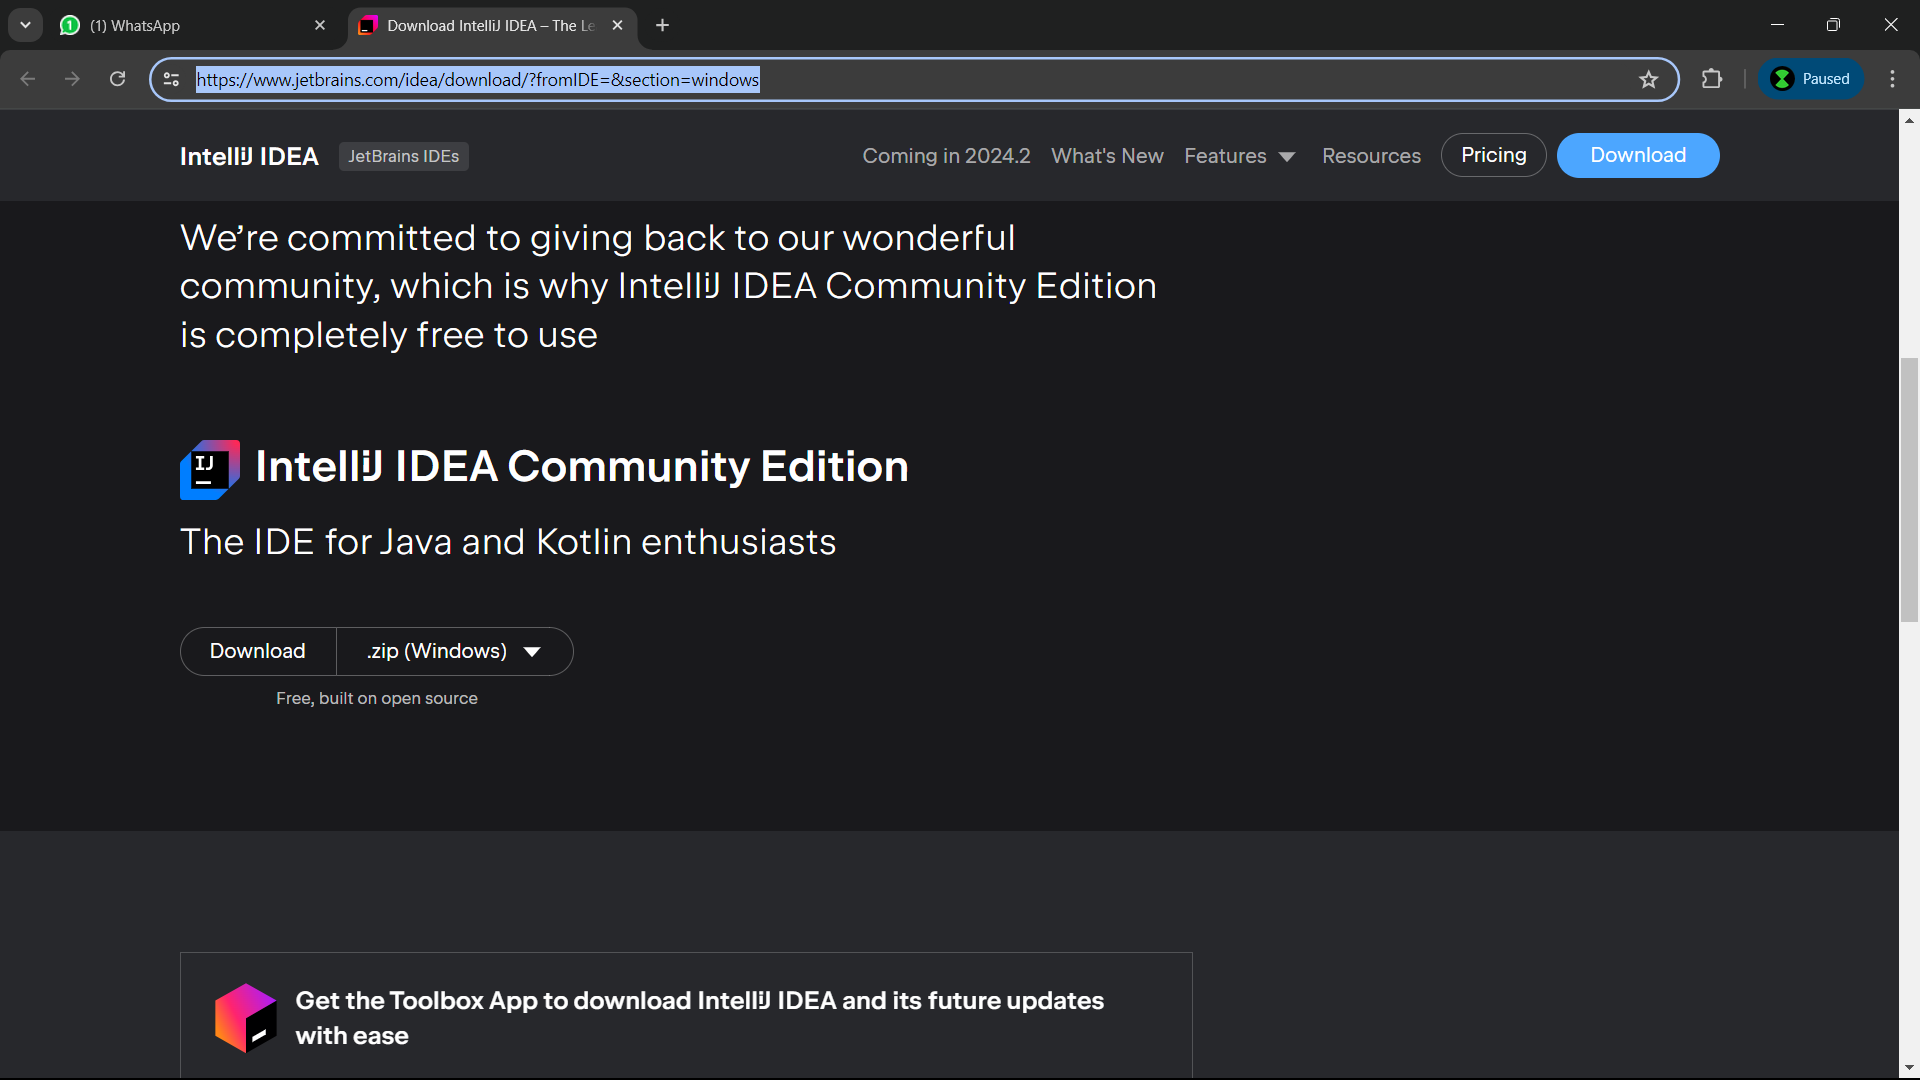 (1) WhatsApp
Download IntelliJ IDEA – The Le
https://www.jetbrains.com/idea/download/?fromIDE=&section=windows
Paused
IntelliJ IDEA JetBrains IDEs Coming in 2024.2 What's New Features Resources Pricing Download
We’re committed to giving back to our wonderful
community, which is why IntelliJ IDEA Community Edition
is completely free to use
IJ
IntelliJ IDEA Community Edition
The IDE for Java and Kotlin enthusiasts
Download .zip (Windows)
Free, built on open source
Get the Toolbox App to download IntelliJ IDEA and its future updates
with ease